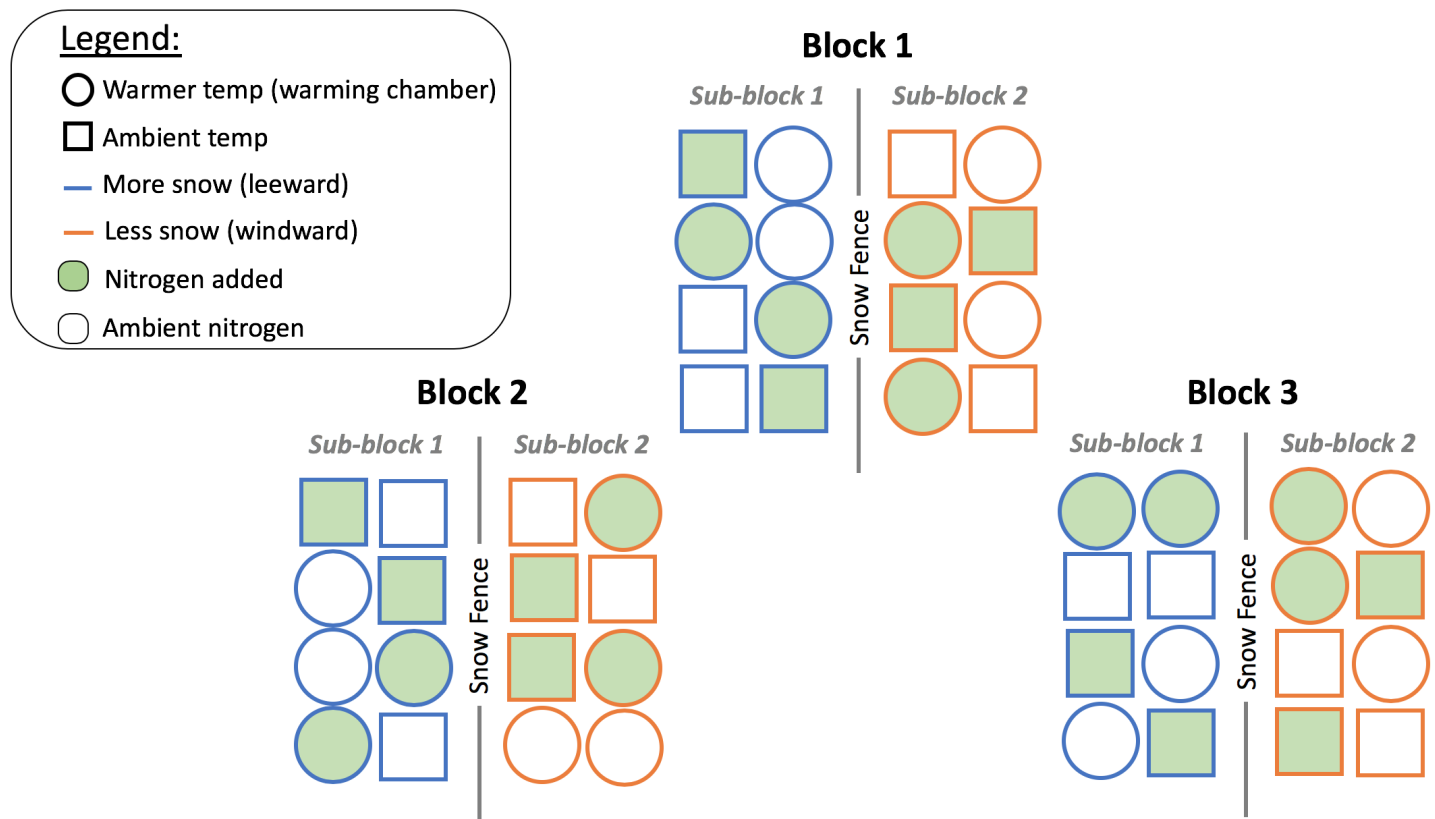 Legend:
Warmer temp (warming chamber)
Ambient temp
More snow (leeward)
Less snow (windward)
Nitrogen added
Ambient nitrogen
Block 1
Sub-block 1
Sub-block 2
Snow Fence
Block 2
Sub-block 1
Sub-block 2
Snow Fence
Block 3
Sub-block 1
Sub-block 2
Snow Fence